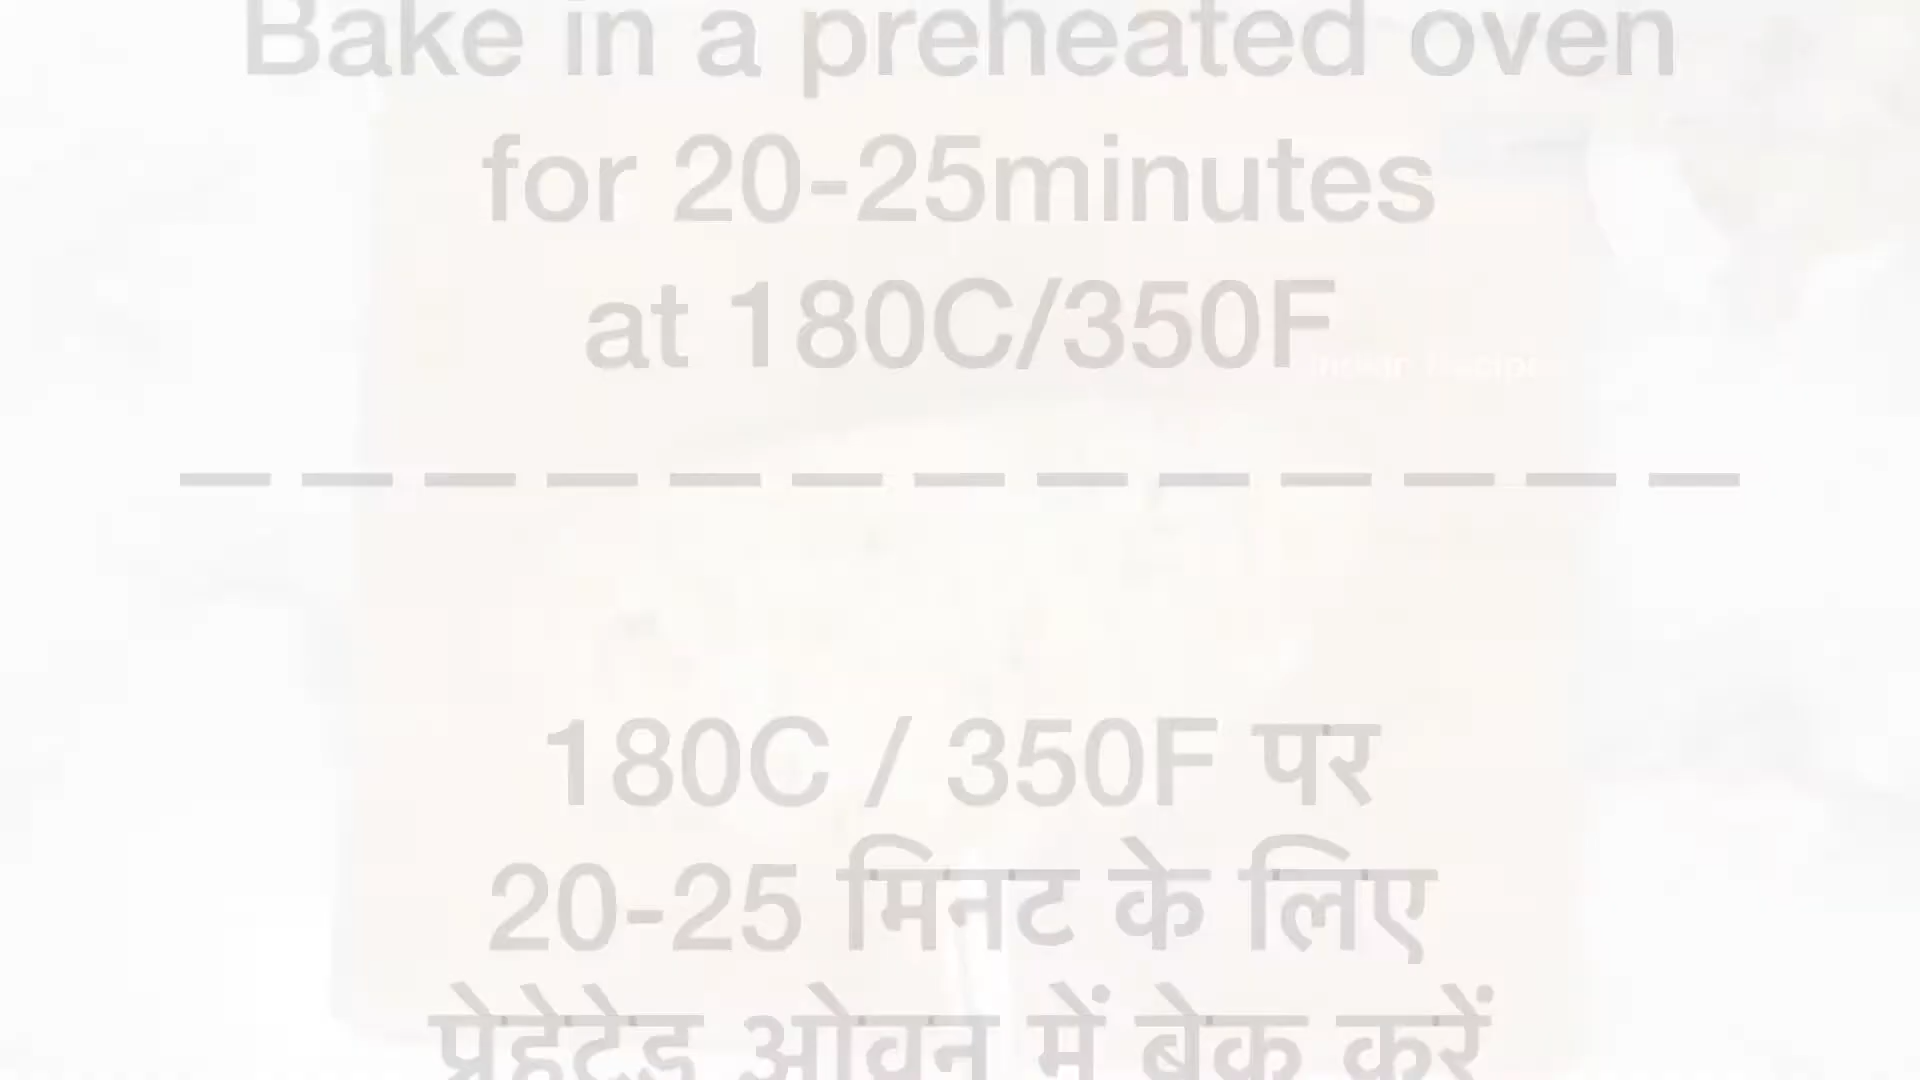 Bake in a preheated oven
for 20-25minutes
at 180C/350F
— — — — — — — — — — — — —
180C / 350F पर
20-25 मिनट के लिए
प्रेहेटेड ओवन में बेक करें